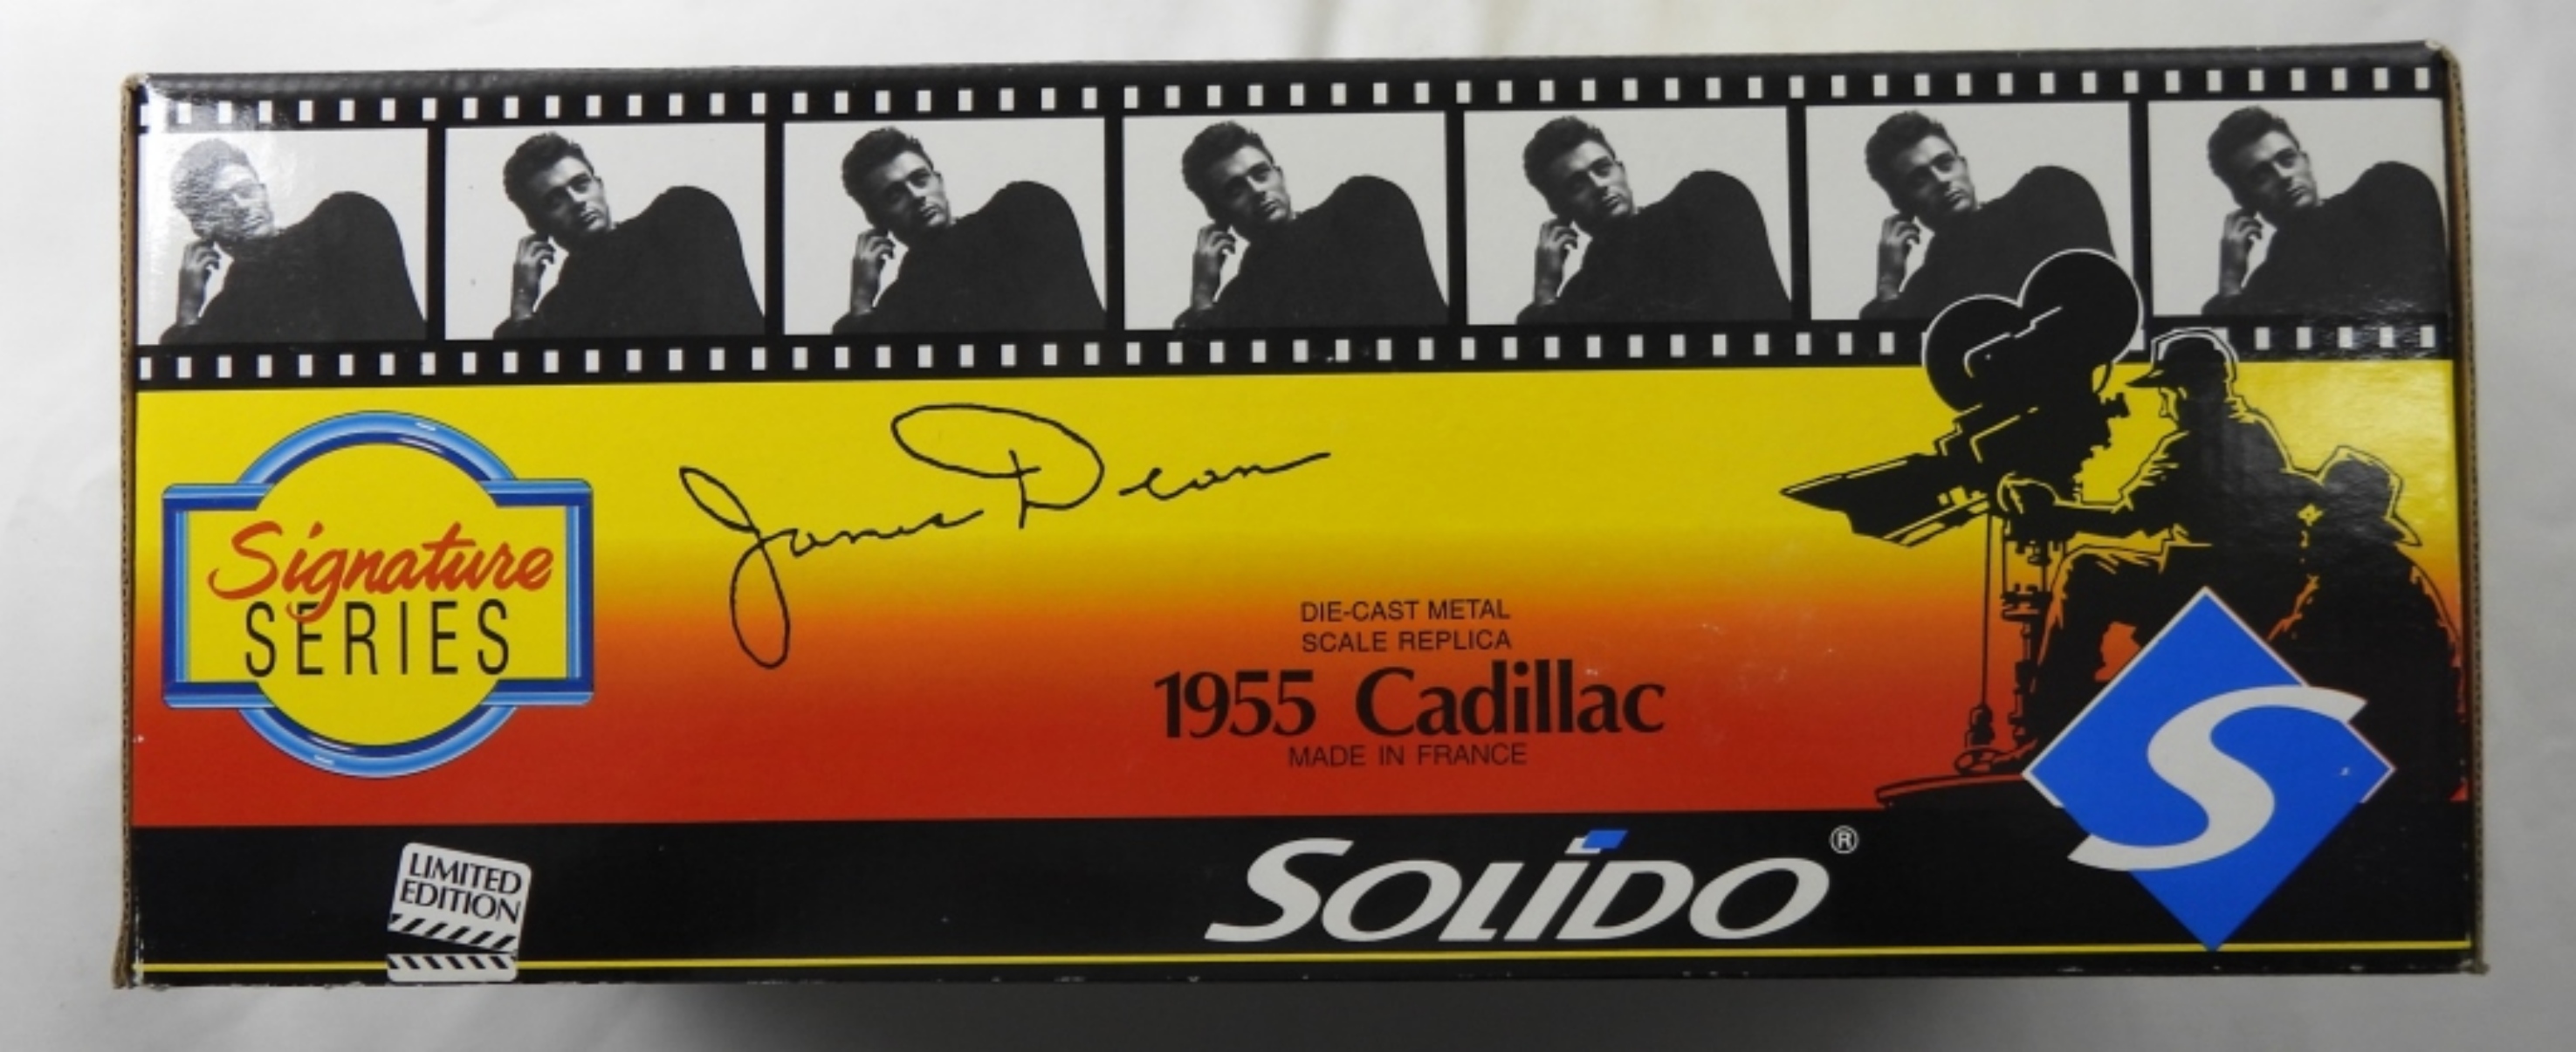 James Dean
Signature
SERIES
DIE-CAST METAL
SCALE REPLICA
1955 Cadillac
MADE IN FRANCE
LIMITED
EDITION
SOLIDO®
S